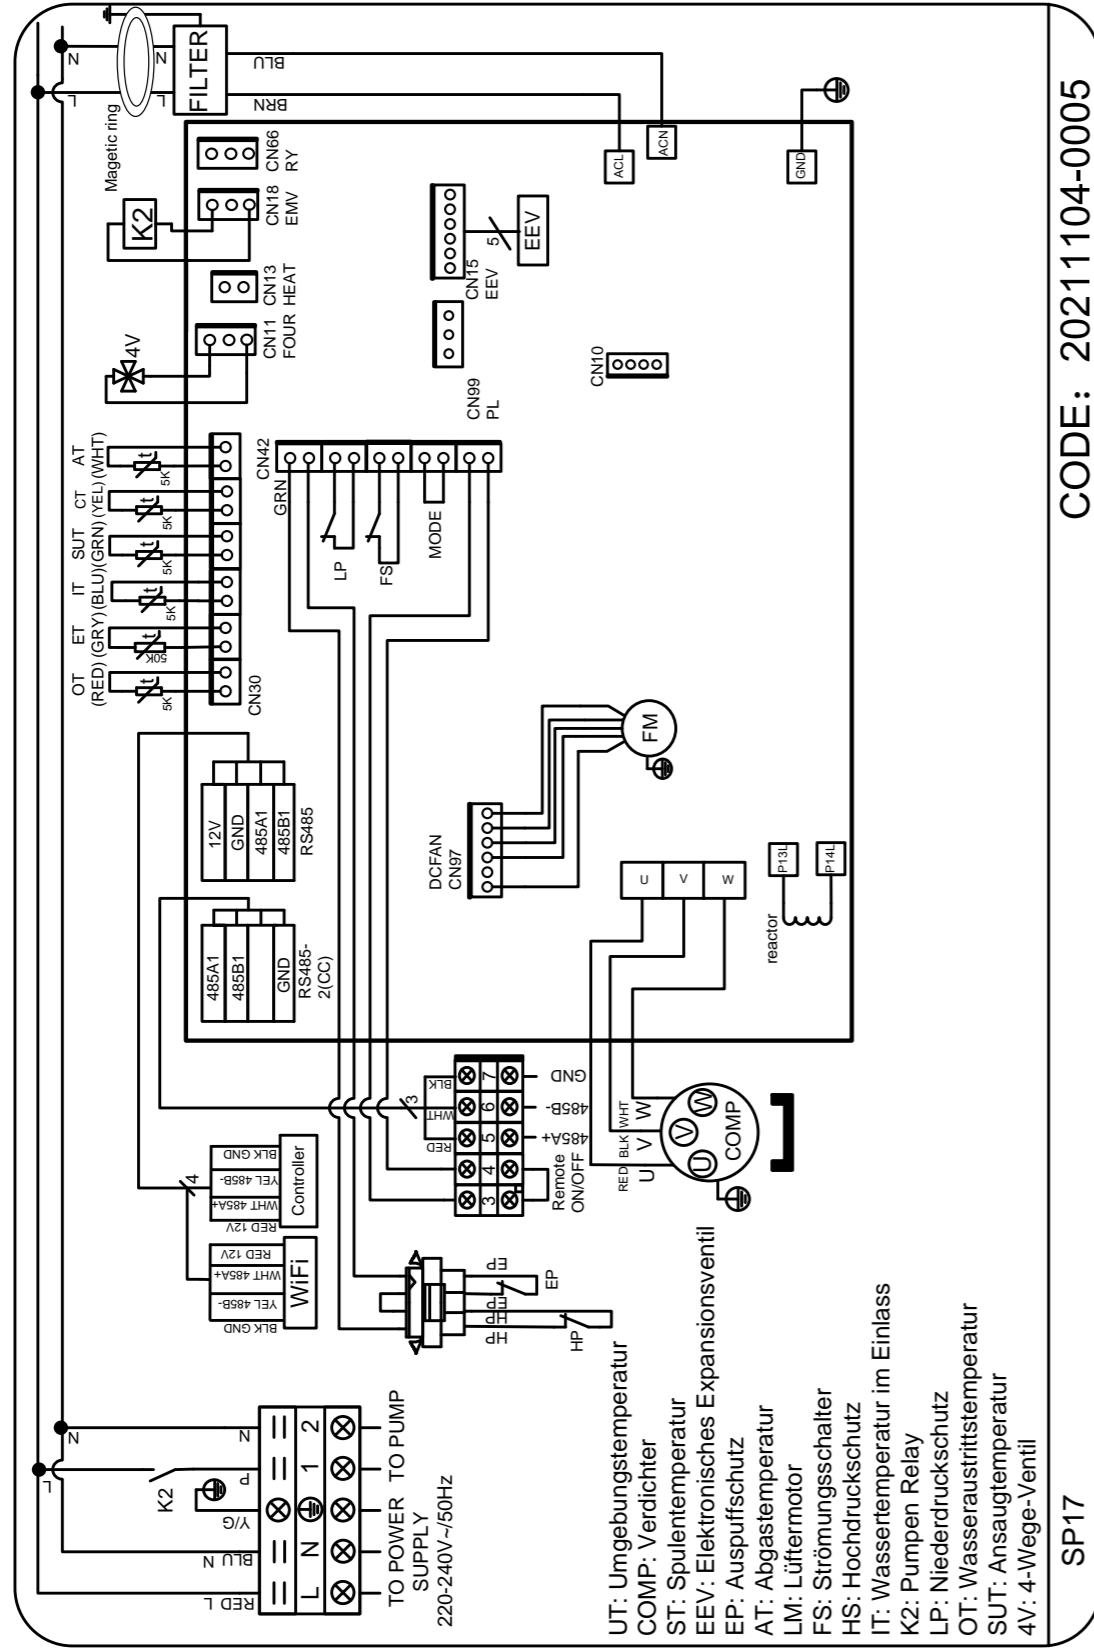 L
N
L
N
Magetic ring
FILTER
BRN
BLU
K2
4V
CN66
RY
CN18
EMV
CN13
HEAT
CN11
FOUR
OT
(RED)
5K
ET
(GRY)
50K
IT
(BLU)
5K
SUT
(GRN)
5K
CT
(YEL)
5K
AT
(WHT)
5K
CN30
CN42
GRN
LP
FS
MODE
CN99
PL
CN15
EEV
5
EEV
CN10
ACL
ACN
GND
12V
GND
485A1
485B1
RS485
485A1
485B1
GND
RS485-
2(CC)
DCFAN
CN97
FM
U
V
W
P13L
P14L
reactor
4
BLK GND
YEL 485B-
WHT 485A+
RED 12V
Controller
RED 12V
WHT 485A+
YEL 485B-
BLK GND
WiFi
3
RED
WHT
BLK
3
4
5
6
7
Remote
ON/OFF
485A+
485B-
GND
RED
BLK
WHT
U
V
W
U
V
W
COMP
HP
HP
EP
EP
HP
EP
L
N
K2
RED L
BLU N
Y/G
P
N
L
N
1
2
TO POWER
SUPPLY
220-240V~/50Hz
TO PUMP
UT: Umgebungstemperatur
COMP: Verdichter
ST: Spulentemperatur
EEV: Elektronisches Expansionsventil
EP: Auspuffschutz
AT: Abgastemperatur
LM: Lüftermotor
FS: Strömungsschalter
HS: Hochdruckschutz
IT: Wassertemperatur im Einlass
K2: Pumpen Relay
LP: Niederdruckschutz
OT: Wasseraustrittstemperatur
SUT: Ansaugtemperatur
4V: 4-Wege-Ventil
SP17
CODE: 20211104-0005